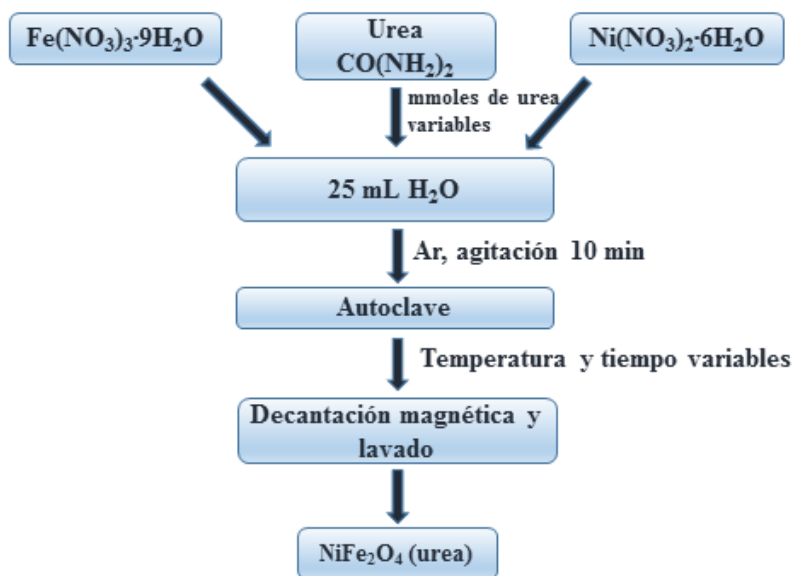 Fe(NO₃)₃·9H₂O
Urea
CO(NH₂)₂
Ni(NO₃)₂·6H₂O
mmoles de urea
variables
25 mL H₂O
Ar, agitación 10 min
Autoclave
Temperatura y tiempo variables
Decantación magnética y
lavado
NiFe₂O₄ (urea)